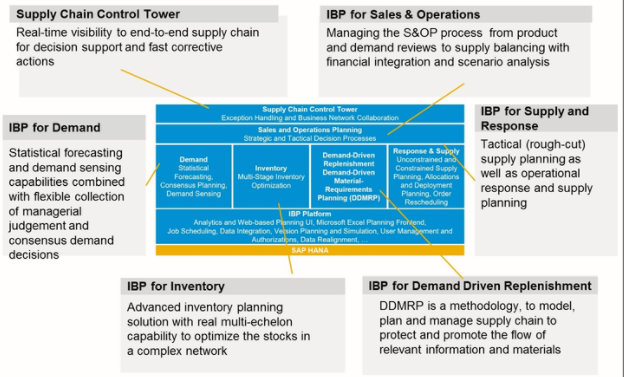 Supply Chain Control Tower
Real-time visibility to end-to-end supply chain
for decision support and fast corrective
actions
IBP for Sales & Operations
Managing the S&OP process from product
and demand reviews to supply balancing with
financial integration and scenario analysis
IBP for Demand
Statistical forecasting
and demand sensing
capabilities combined
with flexible collection
of managerial
judgement and
consensus demand
decisions
Supply Chain Control Tower
Exception Handling and Business Network Collaboration
Sales and Operations Planning
Strategic and Tactical Decision Processes
Demand
Statistical
Forecasting,
Consensus Planning,
Demand Sensing
Inventory
Multi-Stage Inventory
Optimization
Demand-Driven
Replenishment
Demand-Driven
Material-
Requirements
Planning (DDMRP)
Response & Supply
Unconstrained and
Constrained Supply
Planning, Allocations
and Deployment
Planning, Order
Rescheduling
IBP Platform
Analytics and Web-based Planning UI, Microsoft Excel Planning Frontend,
Job Scheduling, Data Integration, Version Planning and Simulation, User Management and
Authorizations, Data Realignment, ...
SAP HANA
IBP for Supply and
Response
Tactical (rough-cut)
supply planning as
well as operational
response and supply
planning
IBP for Inventory
Advanced inventory planning
solution with real multi-echelon
capability to optimize the stocks in
a complex network
IBP for Demand Driven Replenishment
DDMRP is a methodology, to model,
plan and manage supply chain to
protect and promote the flow of
relevant information and materials